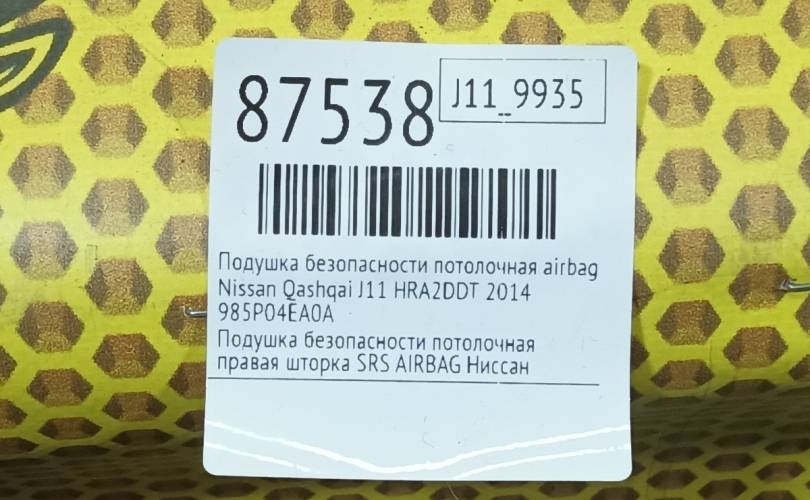 87538
J11_9935
Подушка безопасности потолочная airbag
Nissan Qashqai J11 HRA2DDT 2014
985P04EA0A
Подушка безопасности потолочная
правая шторка SRS AIRBAG Ниссан